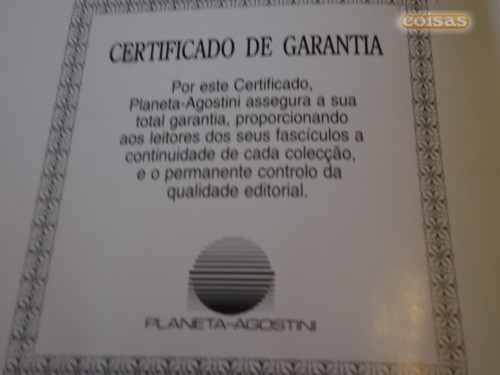 coisas
CERTIFICADO DE GARANTIA
Por este Certificado,
Planeta-Agostini assegura a sua
total garantia, proporcionando
aos leitores dos seus fascículos a
continuidade de cada colecção,
e o permanente controlo da
qualidade editorial.
PLANETA-AGOSTINI